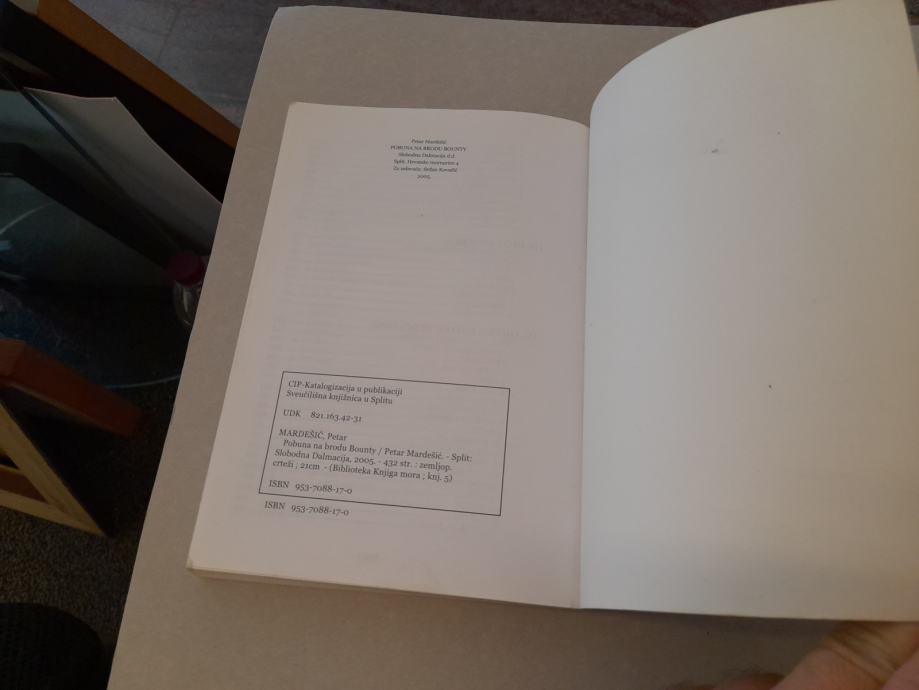 Petar Mardešić
POBUNA NA BRODU BOUNTY
Slobodna Dalmacija d.d.
Split, Hrvatske mornarice 4
Za nakladu:
2005.
CIP-Katalogizacija u publikaciji
Sveučilišna knjižnica u Splitu
UDK 821.163.42-31
MARDEŠIĆ, Petar
Pobuna na brodu Bounty / Petar Mardešić. - Split:
Slobodna Dalmacija, 2005. - 432 str. : zemljop.
crteži ; 21cm - (Biblioteka Knjiga mora ; knj. 5)
ISBN 953-7088-17-0
ISBN 953-7088-17-0